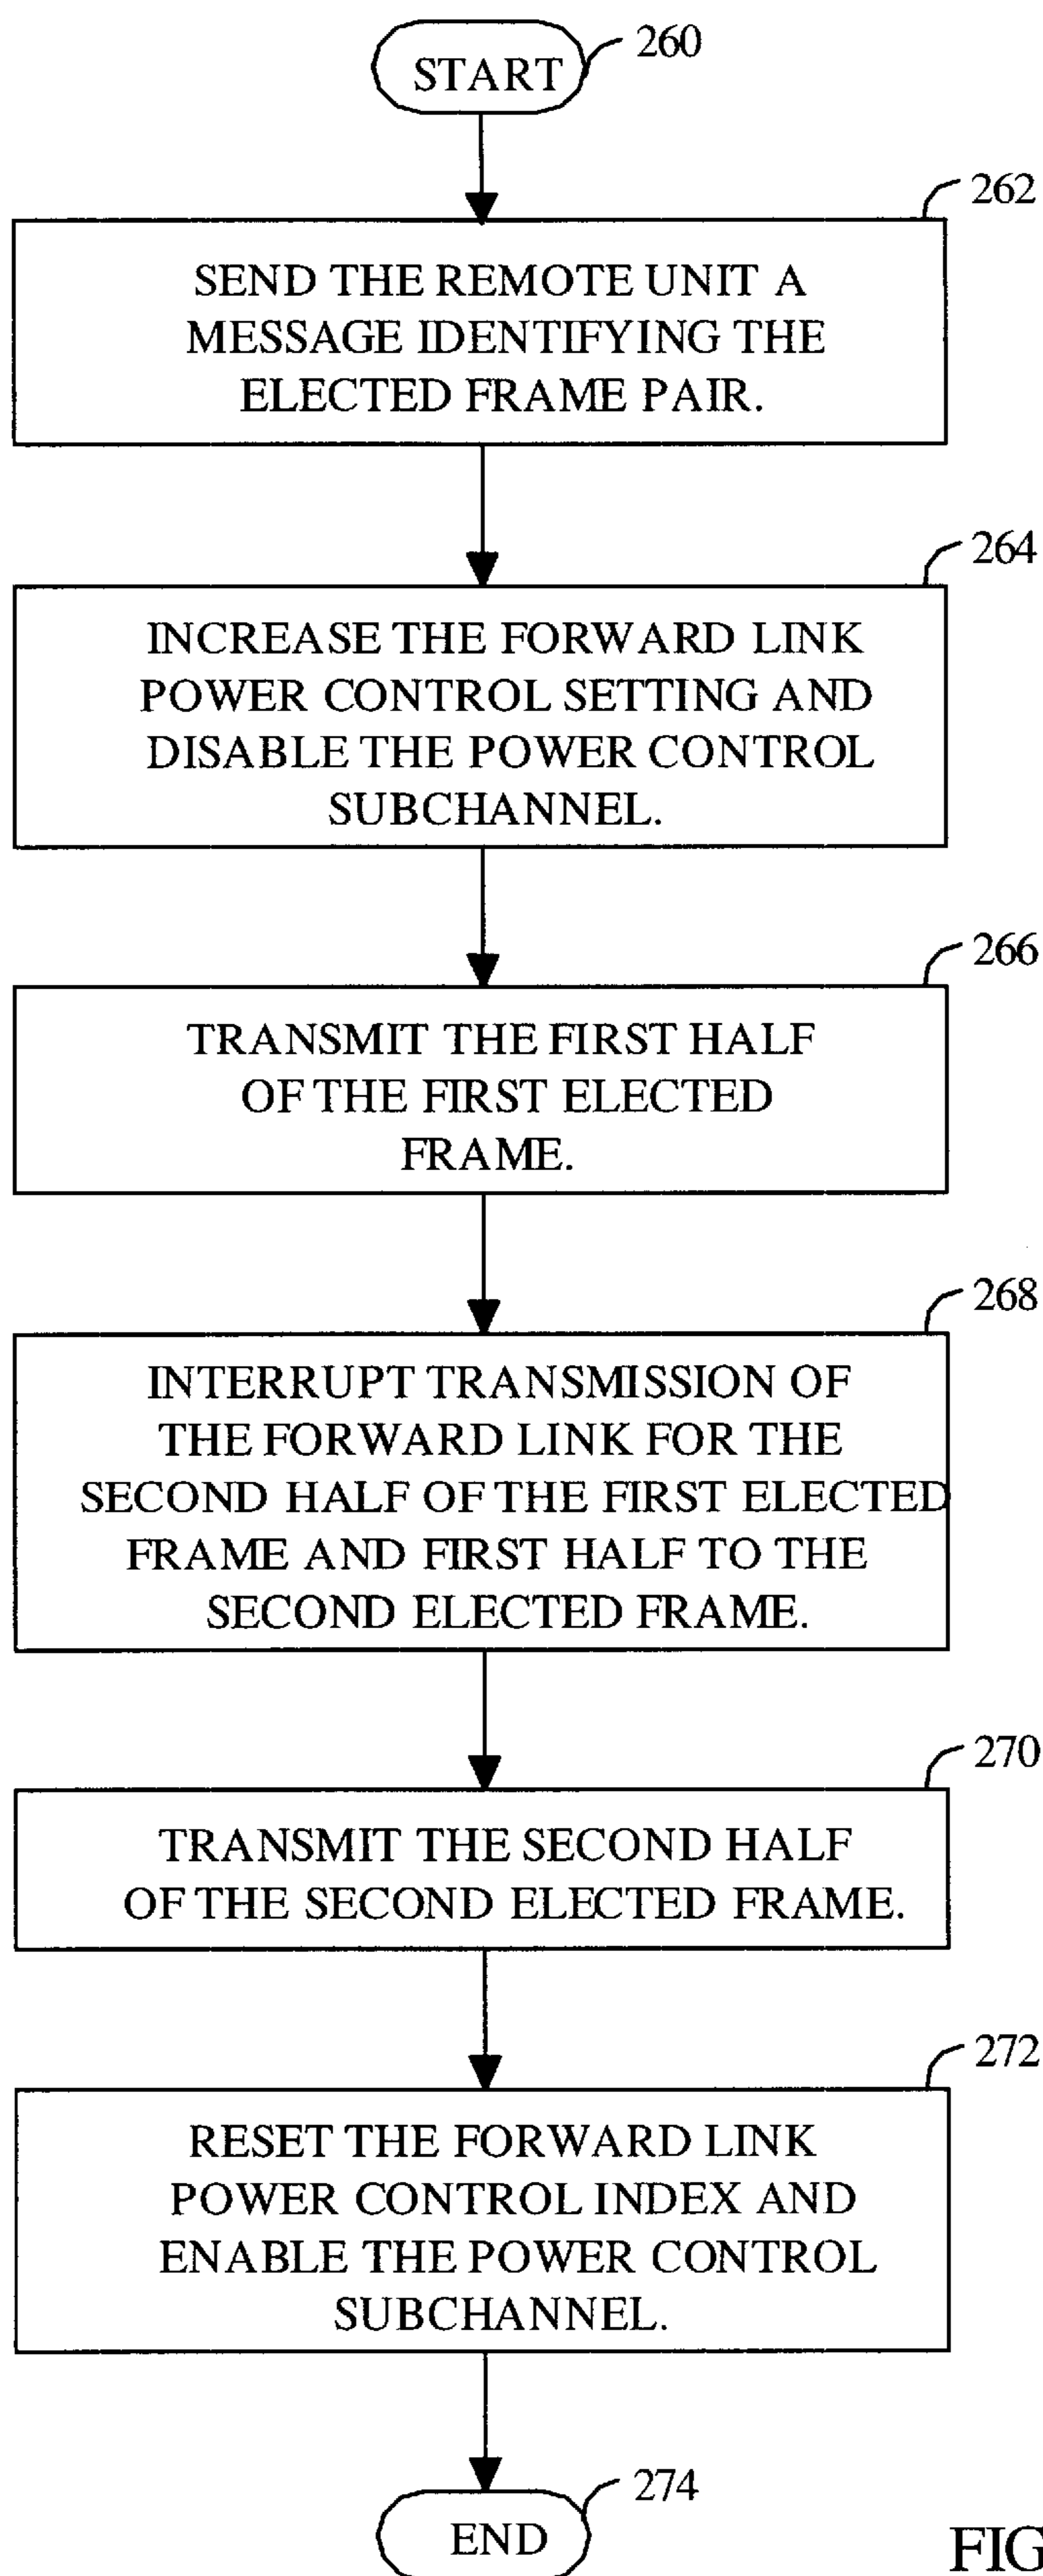 START
260
262
SEND THE REMOTE UNIT A
MESSAGE IDENTIFYING THE
ELECTED FRAME PAIR.
264
INCREASE THE FORWARD LINK
POWER CONTROL SETTING AND
DISABLE THE POWER CONTROL
SUBCHANNEL.
266
TRANSMIT THE FIRST HALF
OF THE FIRST ELECTED
FRAME.
268
INTERRUPT TRANSMISSION OF
THE FORWARD LINK FOR THE
SECOND HALF OF THE FIRST ELECTED
FRAME AND FIRST HALF TO THE
SECOND ELECTED FRAME.
270
TRANSMIT THE SECOND HALF
OF THE SECOND ELECTED FRAME.
272
RESET THE FORWARD LINK
POWER CONTROL INDEX AND
ENABLE THE POWER CONTROL
SUBCHANNEL.
274
END
FIG